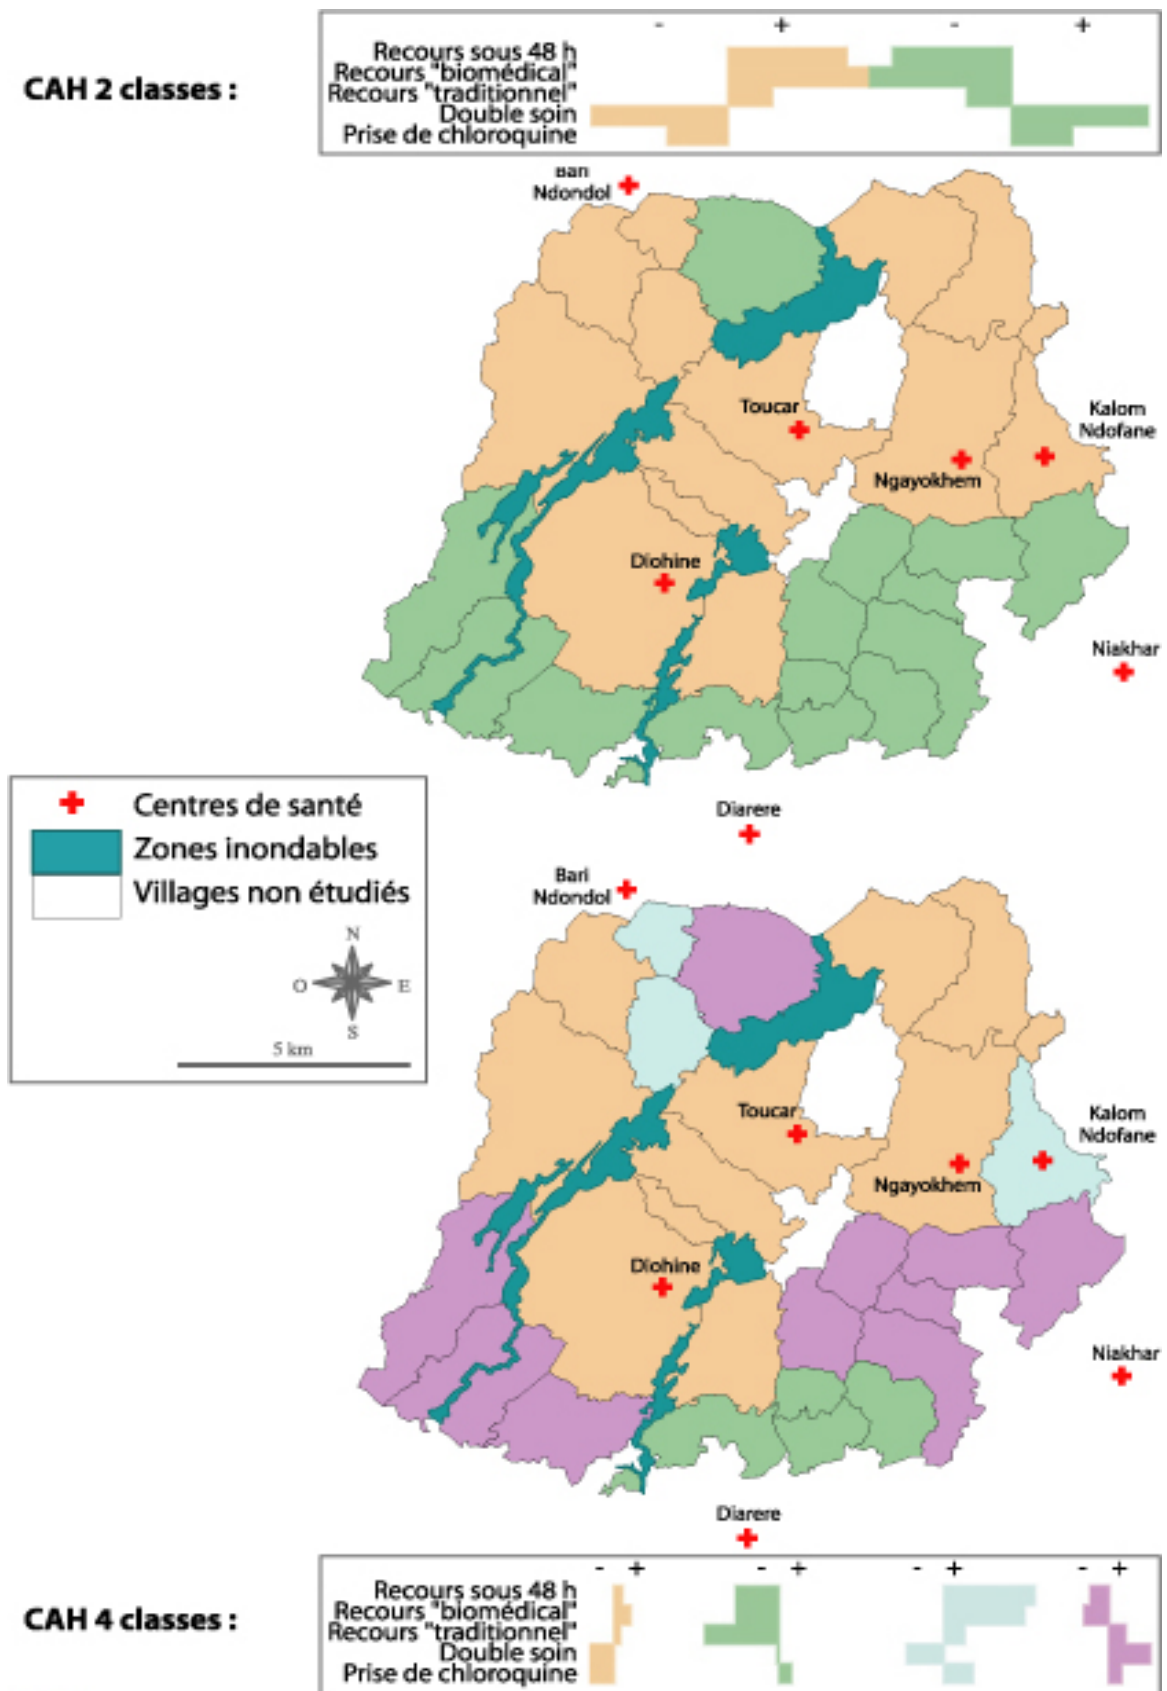 - + - +
CAH 2 classes :
Recours sous 48 h
Recours "biomédical"
Recours "traditionnel"
Double soin
Prise de chloroquine
Bari
Ndondol
Toucar
Kalom
Ndofane
Ngayokhem
Diohine
Niakhar
Diarere
Centres de santé
Zones inondables
Villages non étudiés
N
O E
S
5 km
Bari
Ndondol
Toucar
Kalom
Ndofane
Ngayokhem
Diohine
Niakhar
Diarere
- + - + - + - +
CAH 4 classes :
Recours sous 48 h
Recours "biomédical"
Recours "traditionnel"
Double soin
Prise de chloroquine